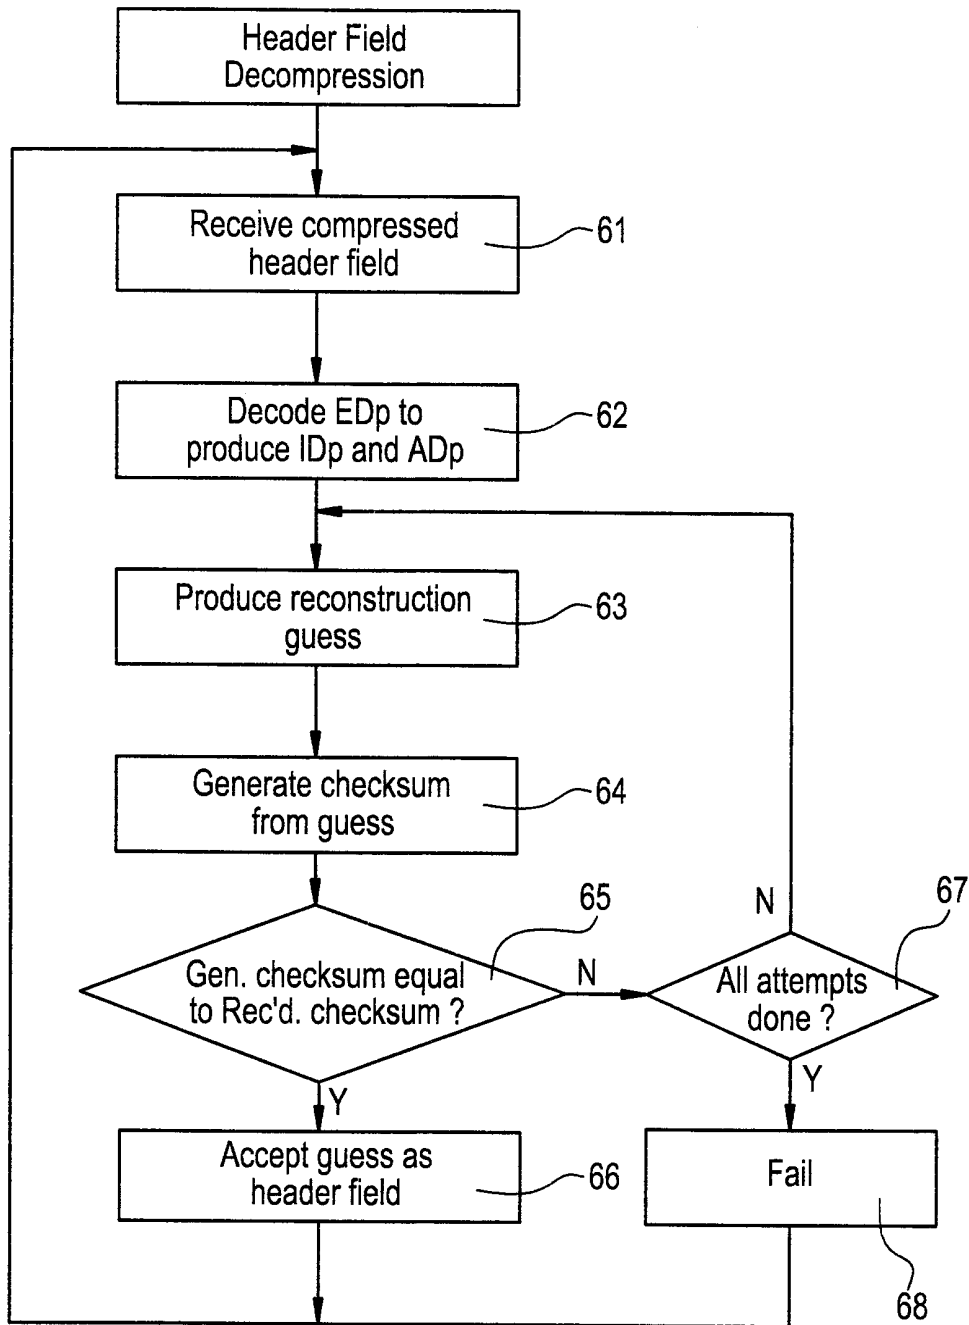 Header Field
Decompression
Receive compressed
header field
61
Decode EDp to
produce IDp and ADp
62
Produce reconstruction
guess
63
Generate checksum
from guess
64
65
67
Gen. checksum equal
to Rec'd. checksum ?
N
N
All attempts
done ?
Y
Y
Accept guess as
header field
66
Fail
68